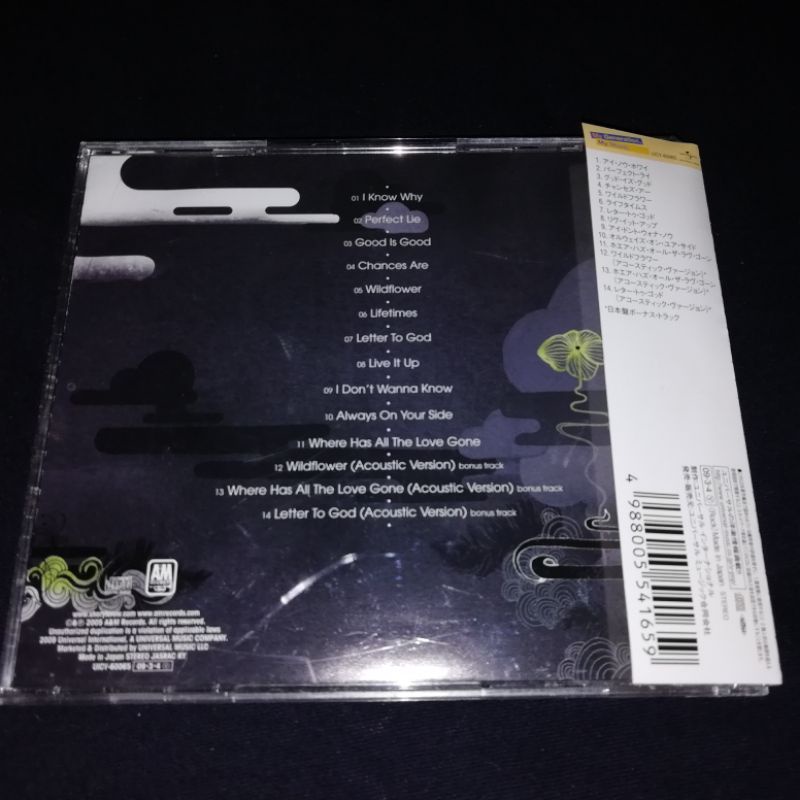 01 I Know Why
02 Perfect Lie
03 Good Is Good
04 Chances Are
05 Wildflower
06 Lifetimes
07 Letter To God
08 Live It Up
09 I Don't Wanna Know
10 Always On Your Side
11 Where Has All The Love Gone
12 Wildflower (Acoustic Version) bonus track
13 Where Has All The Love Gone (Acoustic Version) bonus track
14 Letter To God (Acoustic Version) bonus track
A&M
RECORDS
www.amrecords.com
©℗ 2005 A&M Records. All rights reserved.
Unauthorized duplication is a violation of applicable laws
2009 Universal International. A UNIVERSAL MUSIC COMPANY.
Marketed & Distributed by UNIVERSAL MUSIC LLC
Made In Japan STEREO JASRAC KY
UICY-60065 09-3-4
My Generation,
My Music
1. アイ・ノウ・ホワイ
2. パーフェクト・ライ
3. グッド・イズ・グッド
4. チャンセズ・アー
5. ワイルドフラワー
6. ライフタイムス
7. レター・トゥ・ゴッド
8. リヴ・イット・アップ
9. アイ・ドント・ウォナ・ノウ
10. オルウェイズ・オン・ユア・サイド
11. ホエア・ハズ・オール・ザ・ラヴ・ゴーン
12. ワイルドフラワー
[アコースティック・ヴァージョン]*
13. ホエア・ハズ・オール・ザ・ラヴ・ゴーン
[アコースティック・ヴァージョン]*
14. レター・トゥ・ゴッド
[アコースティック・ヴァージョン]*
*日本盤ボーナス・トラック
4 988005 541659